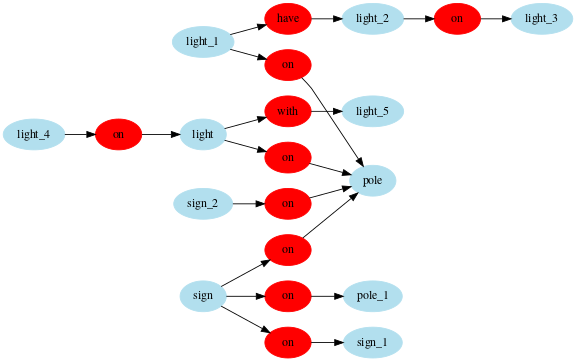 have
light_2
on
light_3
light_1
on
with
light_5
light_4
on
light
on
pole
sign_2
on
on
sign
on
pole_1
on
sign_1